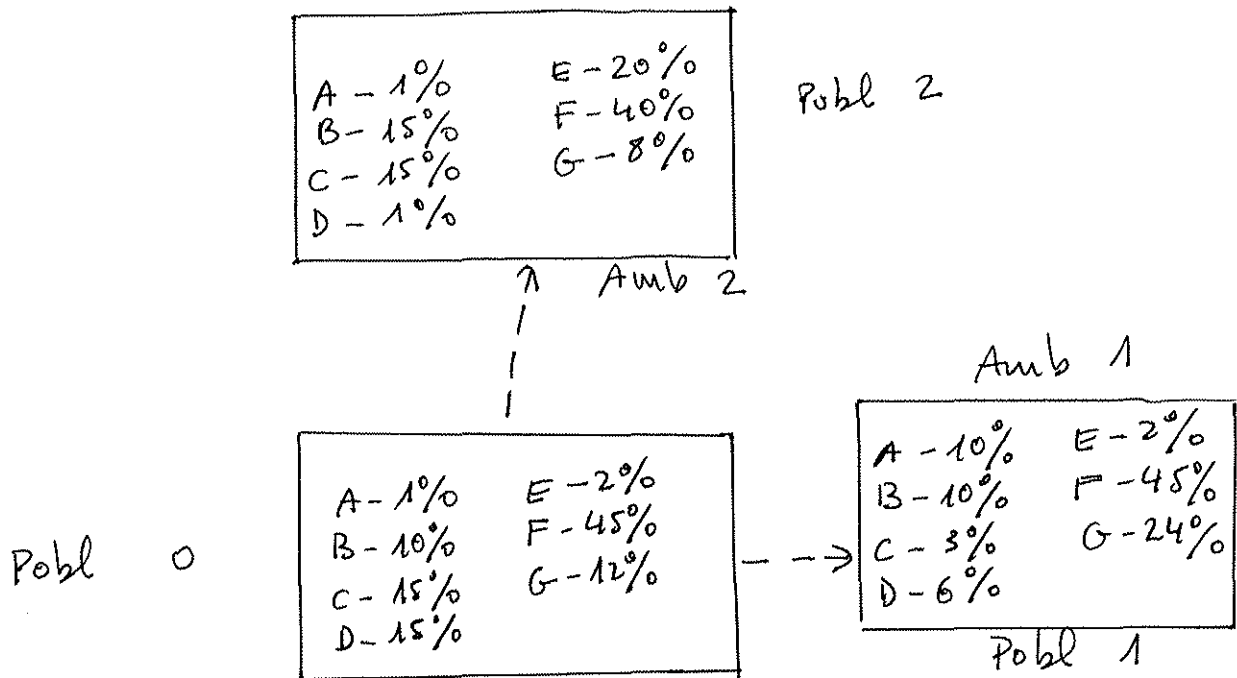 A - 1% E - 20%
B - 15% F - 40%
C - 15% G - 8%
D - 1%
Pobl 2
Amb 2
Amb 1
Pobl 0
A - 1% E - 2%
B - 10% F - 45%
C - 15% G - 12%
D - 15%
A - 10% E - 2%
B - 10% F - 45%
C - 3% G - 24%
D - 6%
Pobl 1